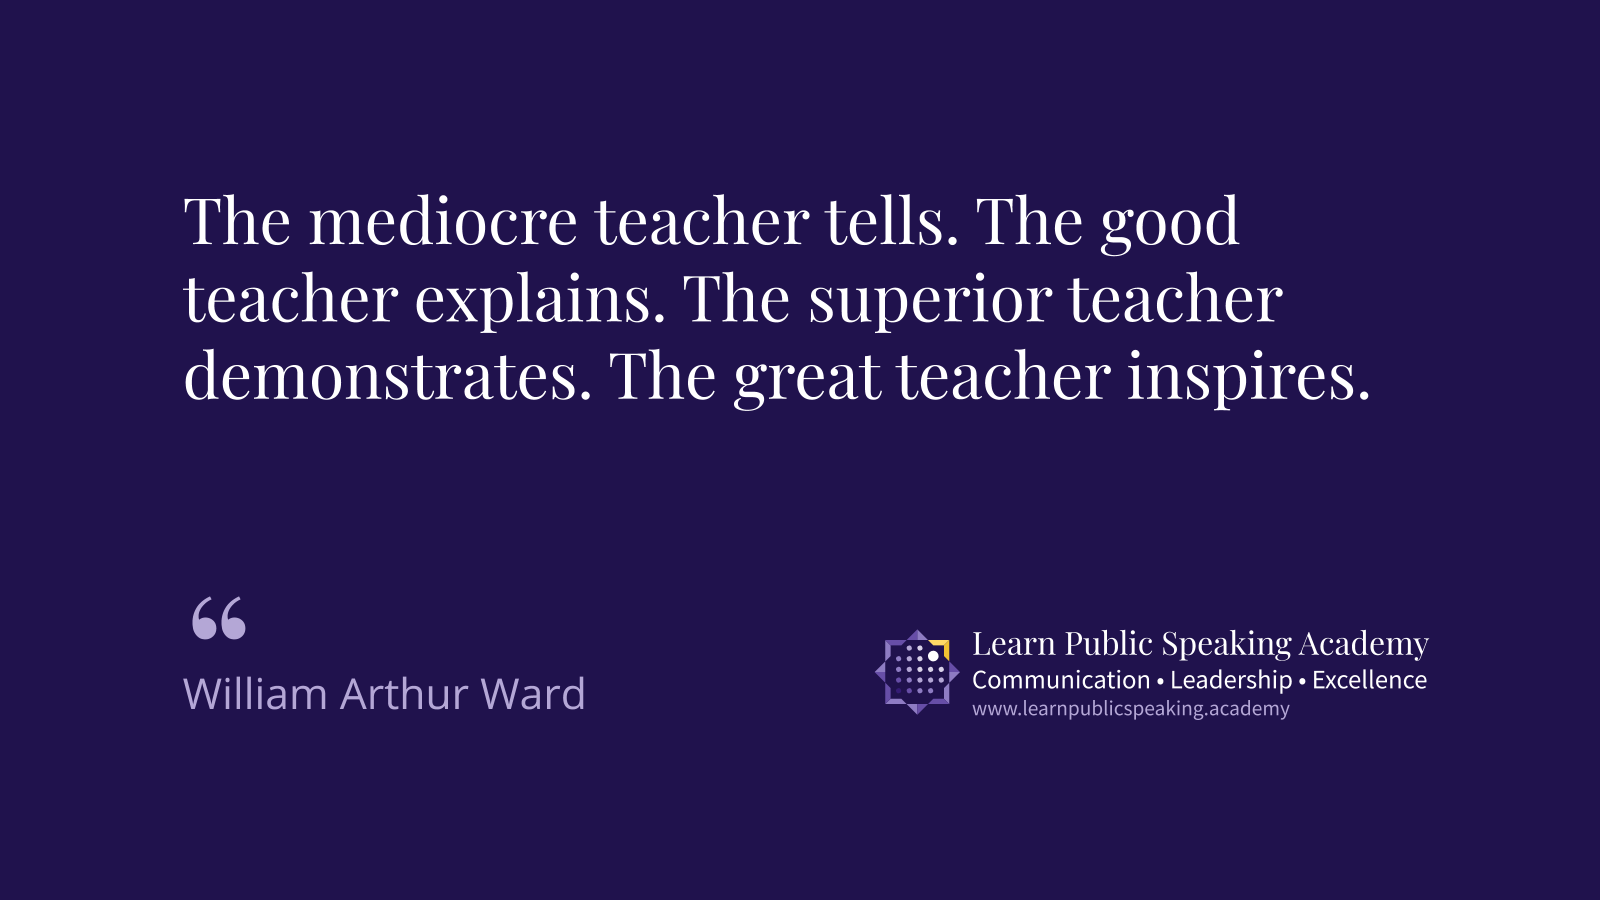 The mediocre teacher tells. The good
teacher explains. The superior teacher
demonstrates. The great teacher inspires.
“
William Arthur Ward
Learn Public Speaking Academy
Communication • Leadership • Excellence
www.learnpublicspeaking.academy